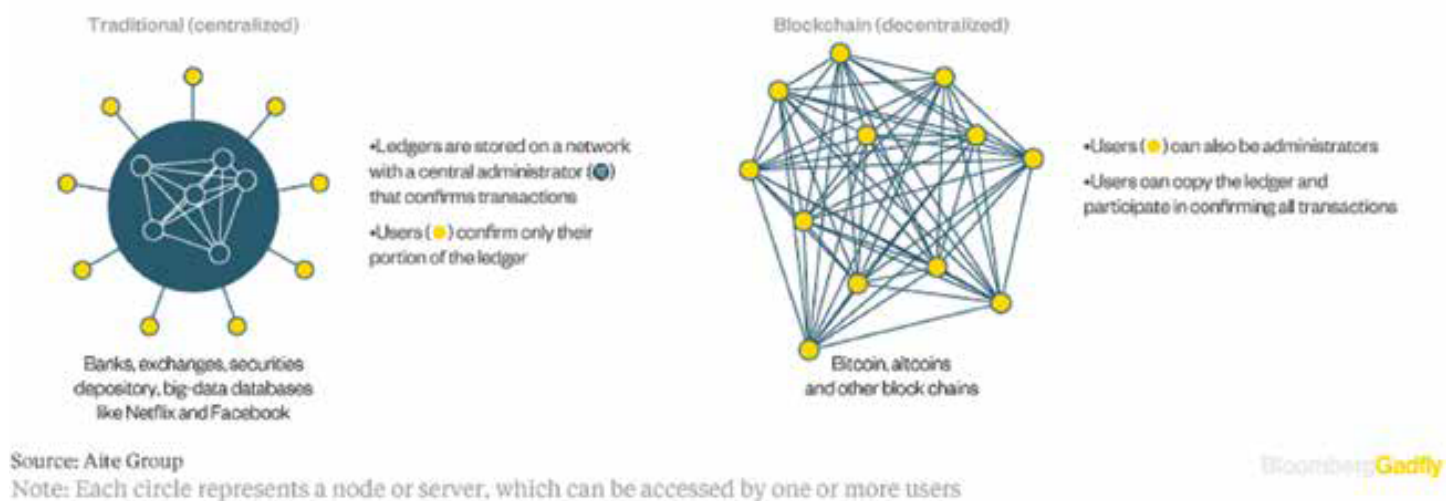 Traditional (centralized)
Blockchain (decentralized)
•Ledgers are stored on a network
with a central administrator ( )
that confirms transactions
•Users ( ) confirm only their
portion of the ledger
•Users ( ) can also be administrators
•Users can copy the ledger and
participate in confirming all transactions
Banks, exchanges, securities
depository, big-data databases
like Netflix and Facebook
Bitcoin, altcoins
and other block chains
Source: Aite Group
BloombergGadfly
Note: Each circle represents a node or server, which can be accessed by one or more users